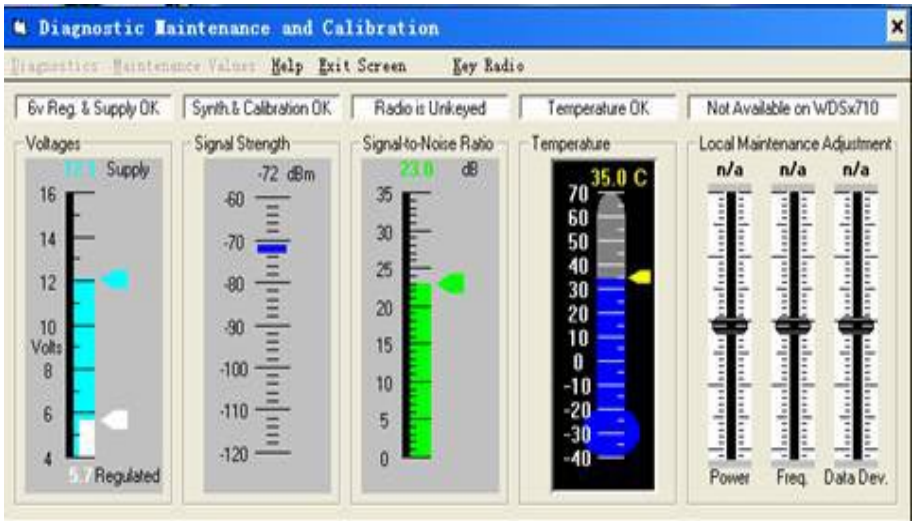 Diagnostic Maintenance and Calibration
Diagnostics Maintenance Values Help Exit Screen Key Radio
6v Reg. & Supply OK
Synth.& Calibration OK
Radio is Unkeyed
Temperature OK
Not Available on WDSx710
Voltages
Supply
16
14
12
10
Volts
8
6
4
5.7 Regulated
Signal Strength
-72 dBm
-60
-70
-80
-90
-100
-110
-120
Signal-to-Noise Ratio
23.0 dB
35
30
25
20
15
10
5
0
Temperature
35.0 C
70
60
50
40
30
20
10
0
-10
-20
-30
-40
Local Maintenance Adjustment
n/a n/a n/a
Power Freq. Data Dev.